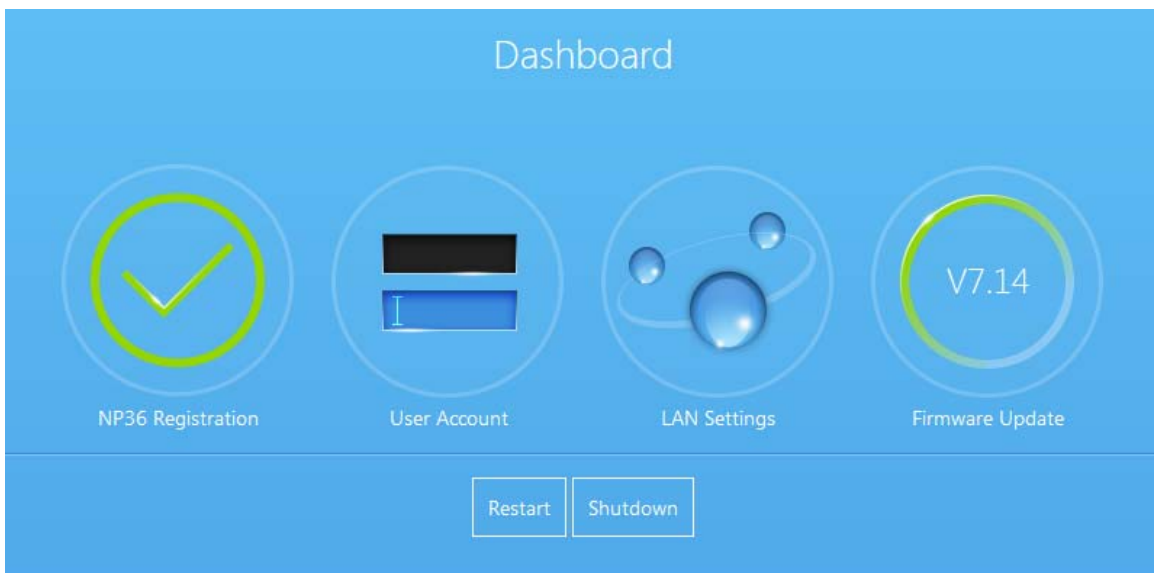 Dashboard
V7.14
NP36 Registration
User Account
LAN Settings
Firmware Update
Restart
Shutdown